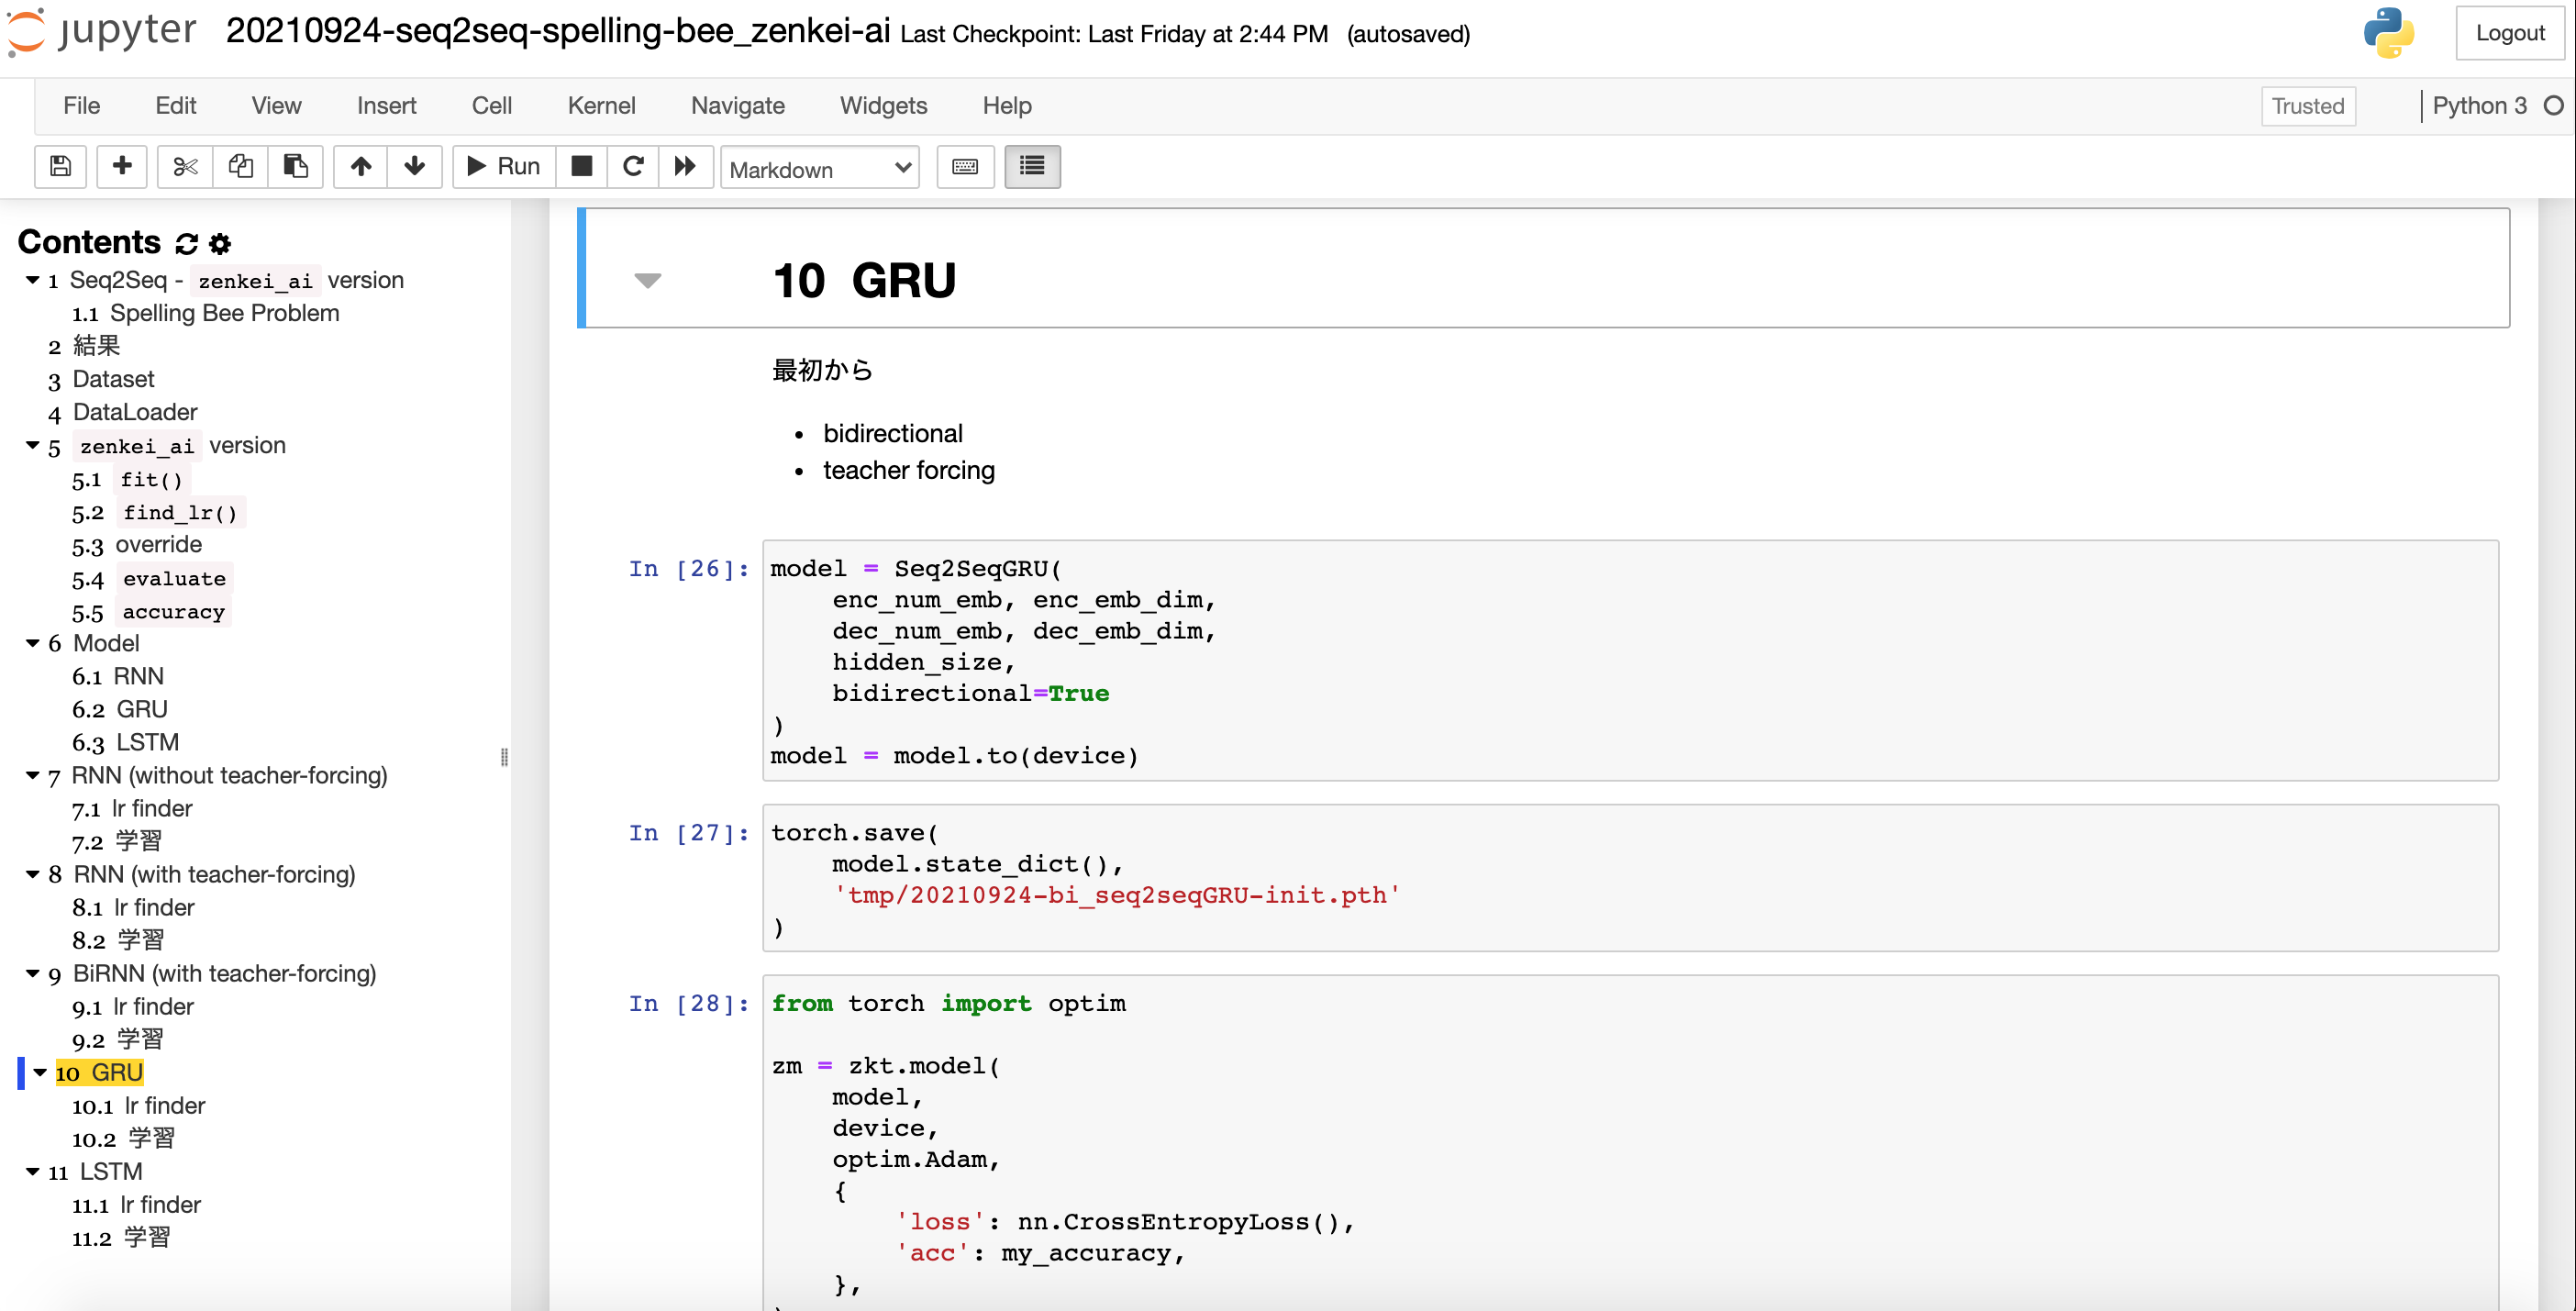 jupyter 20210924-seq2seq-spelling-bee_zenkei-ai Last Checkpoint: Last Friday at 2:44 PM (autosaved) Logout
File Edit View Insert Cell Kernel Navigate Widgets Help Trusted Python 3
Run Markdown
Contents
1 Seq2Seq - zenkei_ai version
1.1 Spelling Bee Problem
2 結果
3 Dataset
4 DataLoader
5 zenkei_ai version
5.1 fit()
5.2 find_lr()
5.3 override
5.4 evaluate
5.5 accuracy
6 Model
6.1 RNN
6.2 GRU
6.3 LSTM
7 RNN (without teacher-forcing)
7.1 lr finder
7.2 学習
8 RNN (with teacher-forcing)
8.1 lr finder
8.2 学習
9 BiRNN (with teacher-forcing)
9.1 lr finder
9.2 学習
10 GRU
10.1 lr finder
10.2 学習
11 LSTM
11.1 lr finder
11.2 学習
10 GRU
最初から
• bidirectional
• teacher forcing
In [26]: model = Seq2SeqGRU(
    enc_num_emb, enc_emb_dim,
    dec_num_emb, dec_emb_dim,
    hidden_size,
    bidirectional=True
)
model = model.to(device)
In [27]: torch.save(
    model.state_dict(),
    'tmp/20210924-bi_seq2seqGRU-init.pth'
)
In [28]: from torch import optim
zm = zkt.model(
    model,
    device,
    optim.Adam,
    {
        'loss': nn.CrossEntropyLoss(),
        'acc': my_accuracy,
    },